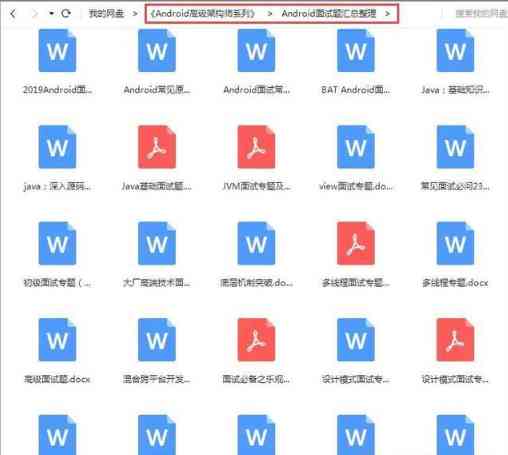 我的网盘 > 《Android高级架构师系列》 > Android面试题汇总整理 > 搜索我的网盘
2019Android面... Android常见原... Android面试常... BAT Android面... Java：基础知识...
java：深入源码... Java基础面试题... JVM面试专题及... view面试专题.do... 常见面试必问23...
初级面试专题（... 大厂高端技术面... 底层机制突破.do... 多线程面试专题... 多线程专题.docx
高级面试题.docx 混合跨平台开发... 面试必备之乐观... 设计模式面试专... 设计模式面试专...